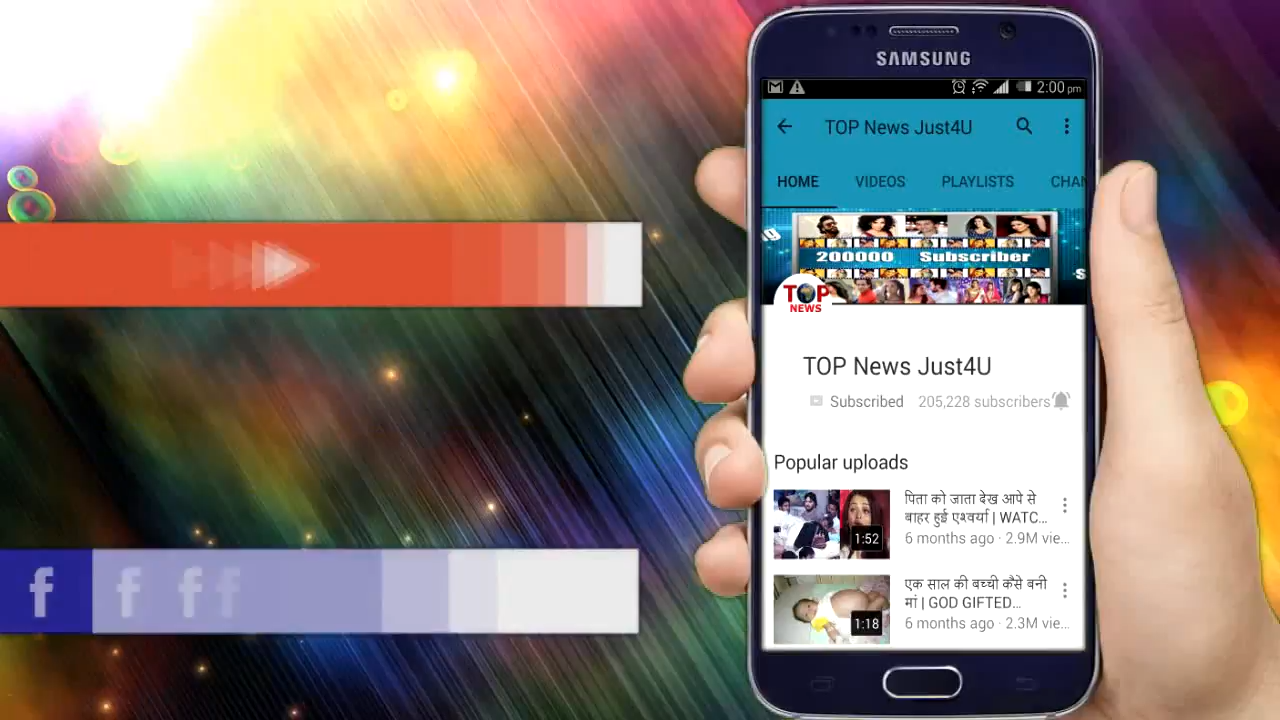 SAMSUNG
2:00 pm
TOP News Just4U
HOME VIDEOS PLAYLISTS CHAN
200000 Subscriber
TOP
NEWS
TOP News Just4U
Subscribed 205,228 subscribers
Popular uploads
पिता को जाता देख आपे से
बाहर हुई एश्वर्या | WATC...
6 months ago · 2.9M vie...
1:52
एक साल की बच्ची कैसे बनी
मां | GOD GIFTED...
6 months ago · 2.3M vie...
1:18